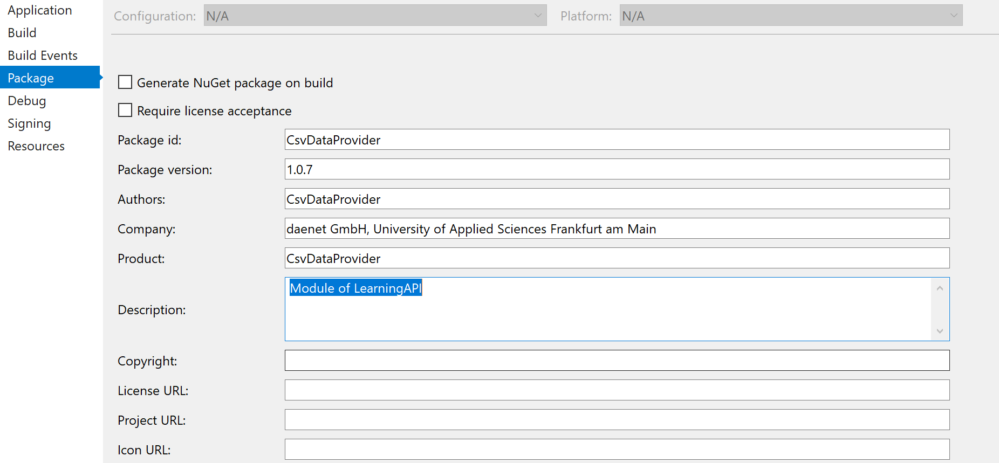 Application
Build
Build Events
Package
Debug
Signing
Resources
Configuration: N/A Platform: N/A
Generate NuGet package on build
Require license acceptance
Package id: CsvDataProvider
Package version: 1.0.7
Authors: CsvDataProvider
Company: daenet GmbH, University of Applied Sciences Frankfurt am Main
Product: CsvDataProvider
Description: Module of LearningAPI
Copyright:
License URL:
Project URL:
Icon URL: